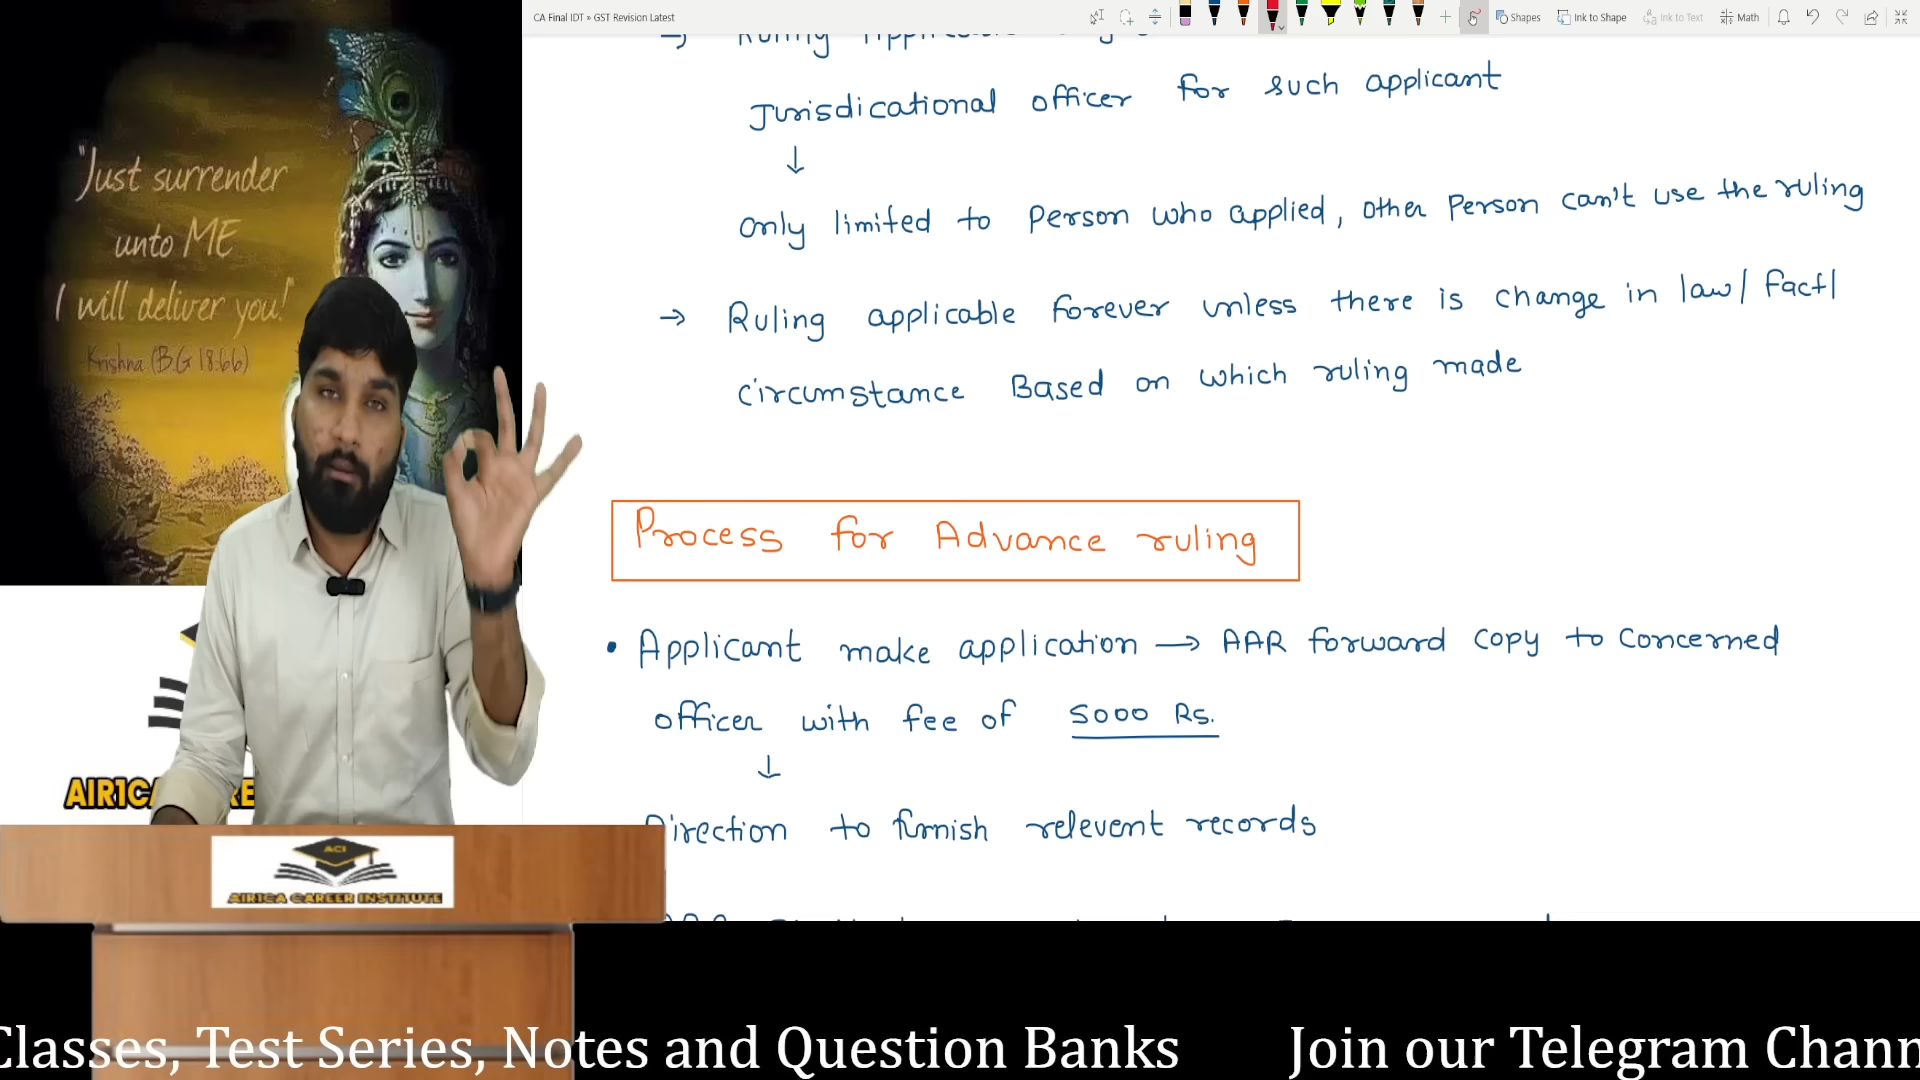 CA Final IDT » GST Revision Latest
Shapes
Ink to Shape
Ink to Text
Math
Ruling
Jurisdicational officer for such applicant
↓
only limited to Person who applied, other Person can't use the ruling
→ Ruling applicable forever unless there is change in law/ fact/
circumstance Based on which ruling made
Process for Advance ruling
• Applicant make application → AAR forward copy to concerned
officer with fee of 5000 Rs.
↓
Direction to furnish relevent records
"Just surrender
unto ME
I will deliver you!"
Krishna (B.G 18:66)
AIR1CA
ACI
AIR1CA CAREER INSTITUTE
Classes, Test Series, Notes and Question Banks Join our Telegram Chann